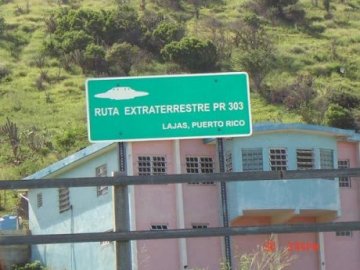 RUTA EXTRATERRESTRE PR 303
LAJAS, PUERTO RICO